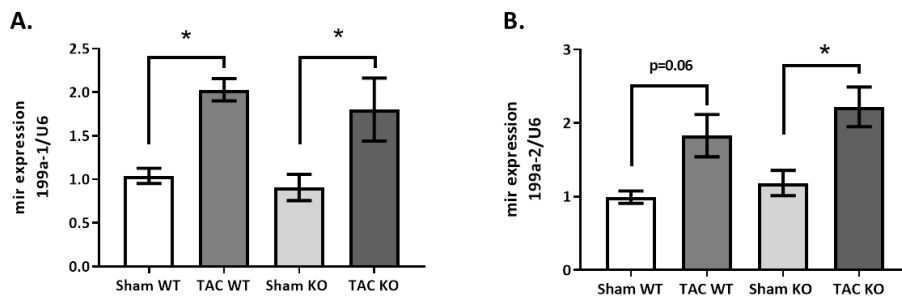 A.
mir expression
199a-1/U6
2.5
2.0
1.5
1.0
0.5
0.0
*
*
Sham WT TAC WT Sham KO TAC KO
B.
mir expression
199a-2/U6
3
2
1
0
p=0.06
*
Sham WT TAC WT Sham KO TAC KO